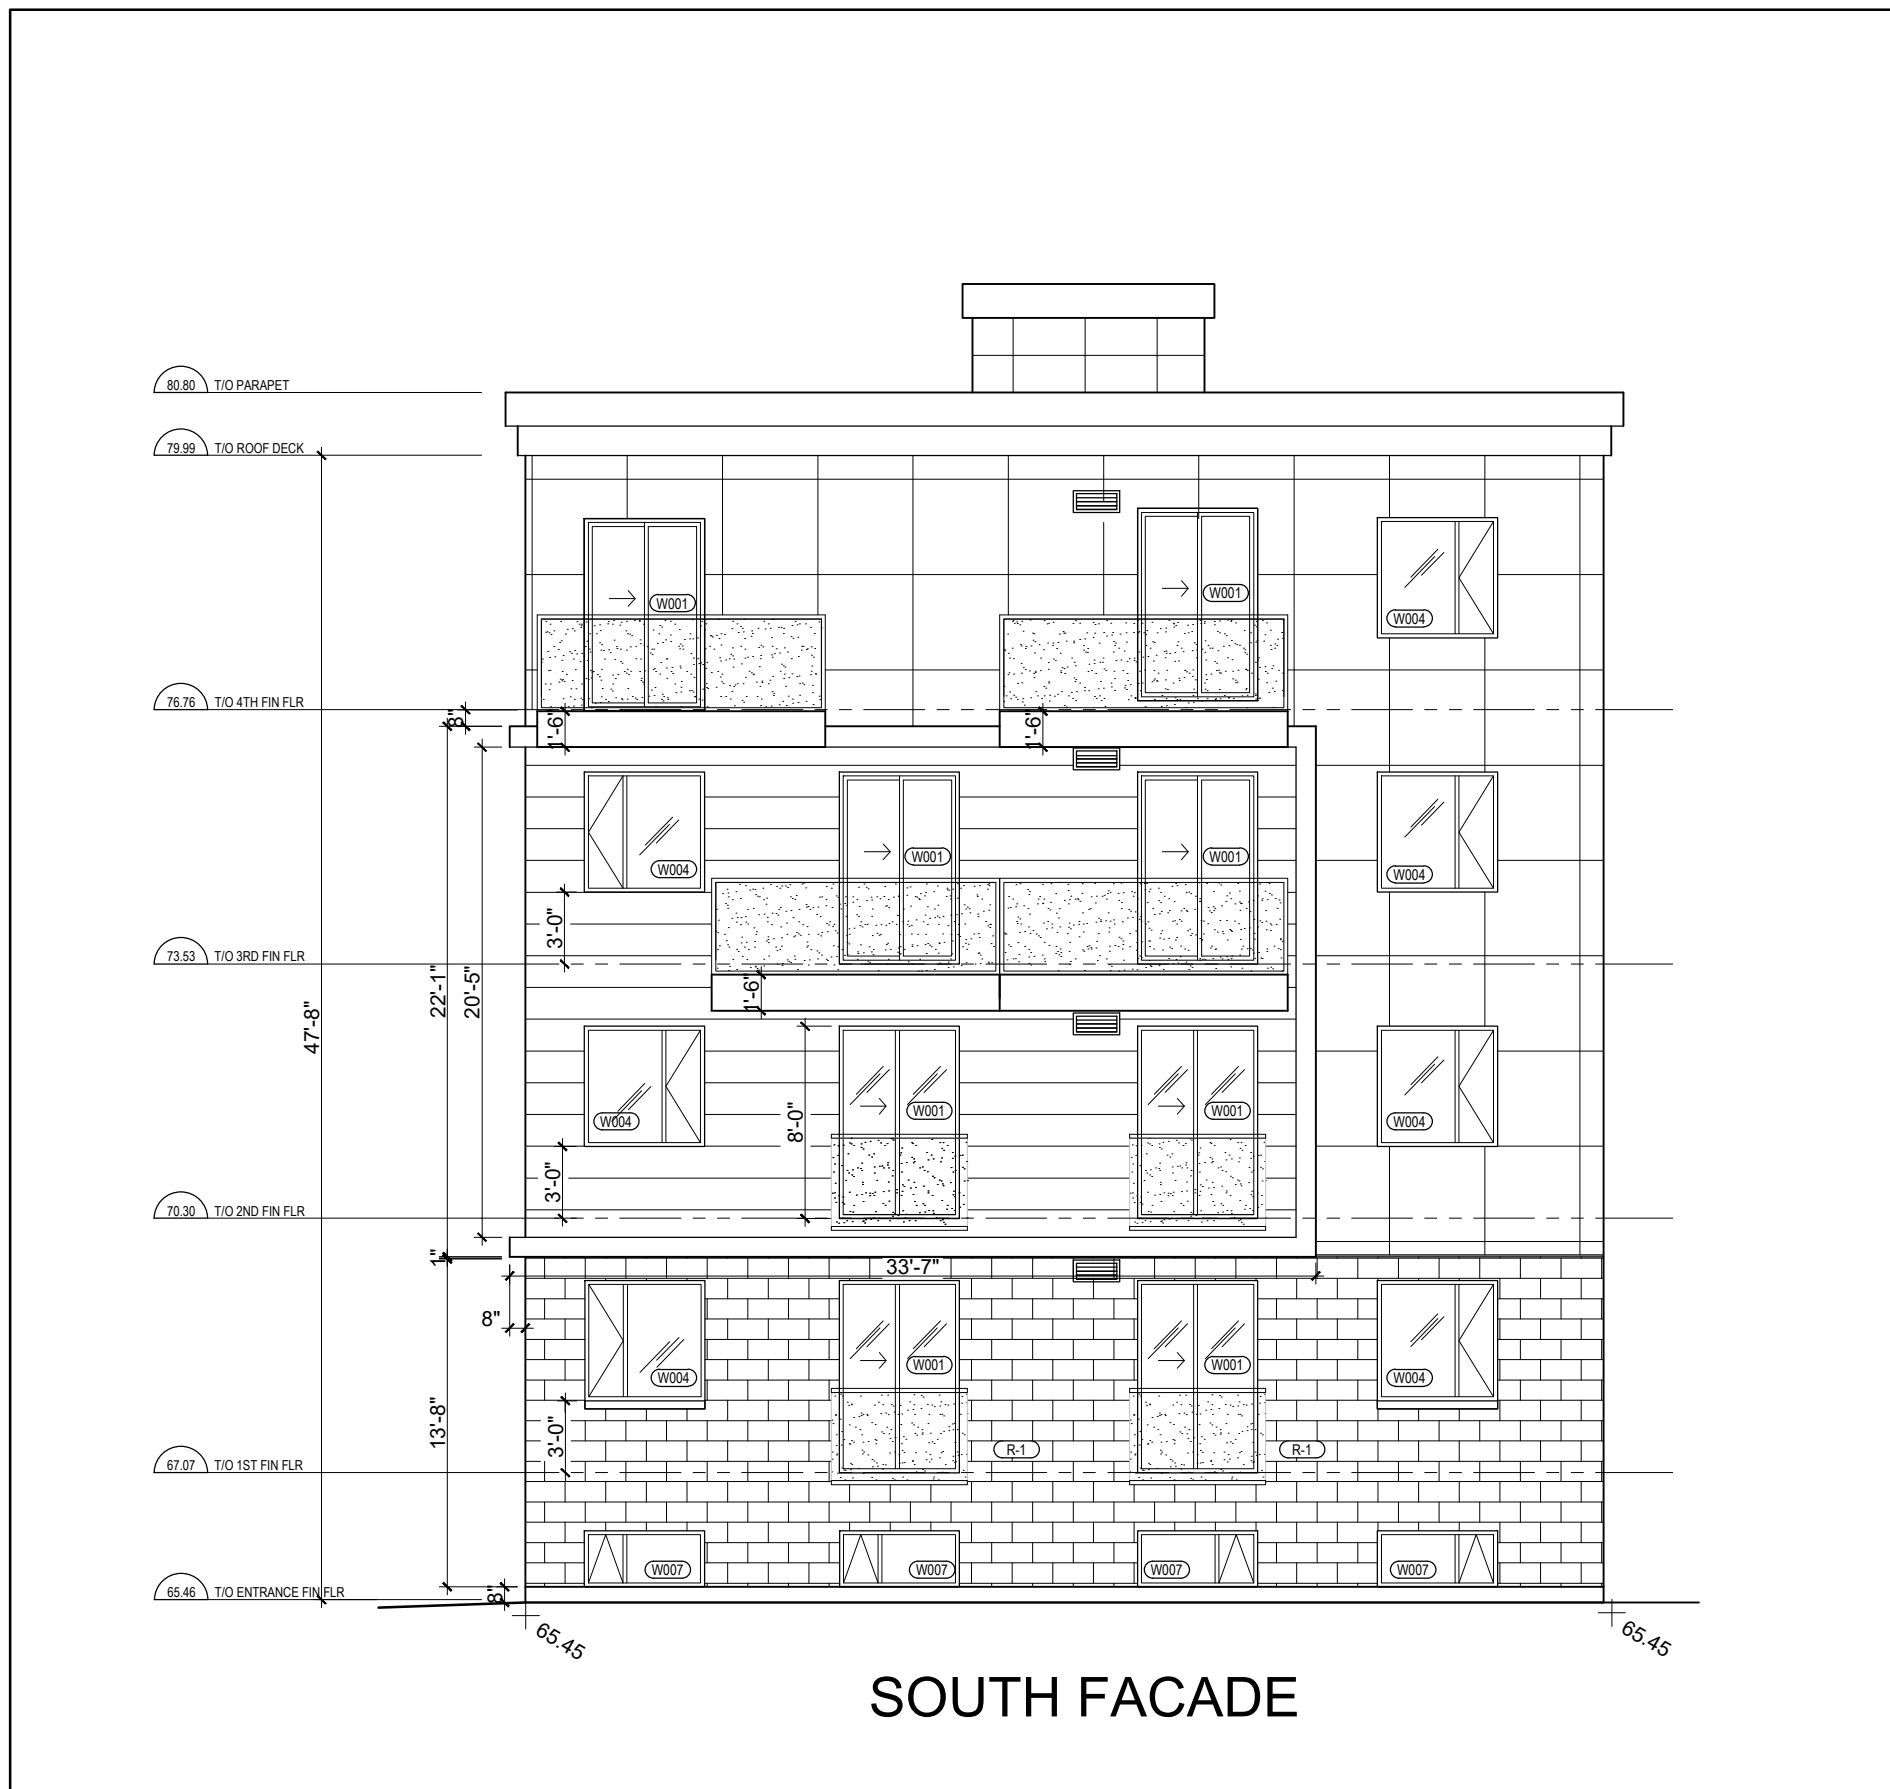 80.80 T/O PARAPET
79.99 T/O ROOF DECK
W001
W001
W004
76.76 T/O 4TH FIN FLR
8"
1'-6"
1'-6"
W004
W001
W001
W004
3'-0"
73.53 T/O 3RD FIN FLR
1'-6"
22'-1"
20'-5"
47'-8"
W004
W001
W001
W004
8'-0"
3'-0"
70.30 T/O 2ND FIN FLR
1"
33'-7"
8"
W004
W001
W001
W004
13'-8"
3'-0"
R-1
R-1
67.07 T/O 1ST FIN FLR
W007
W007
W007
W007
65.46 T/O ENTRANCE FIN FLR
8"
65.45
65.45
SOUTH FACADE